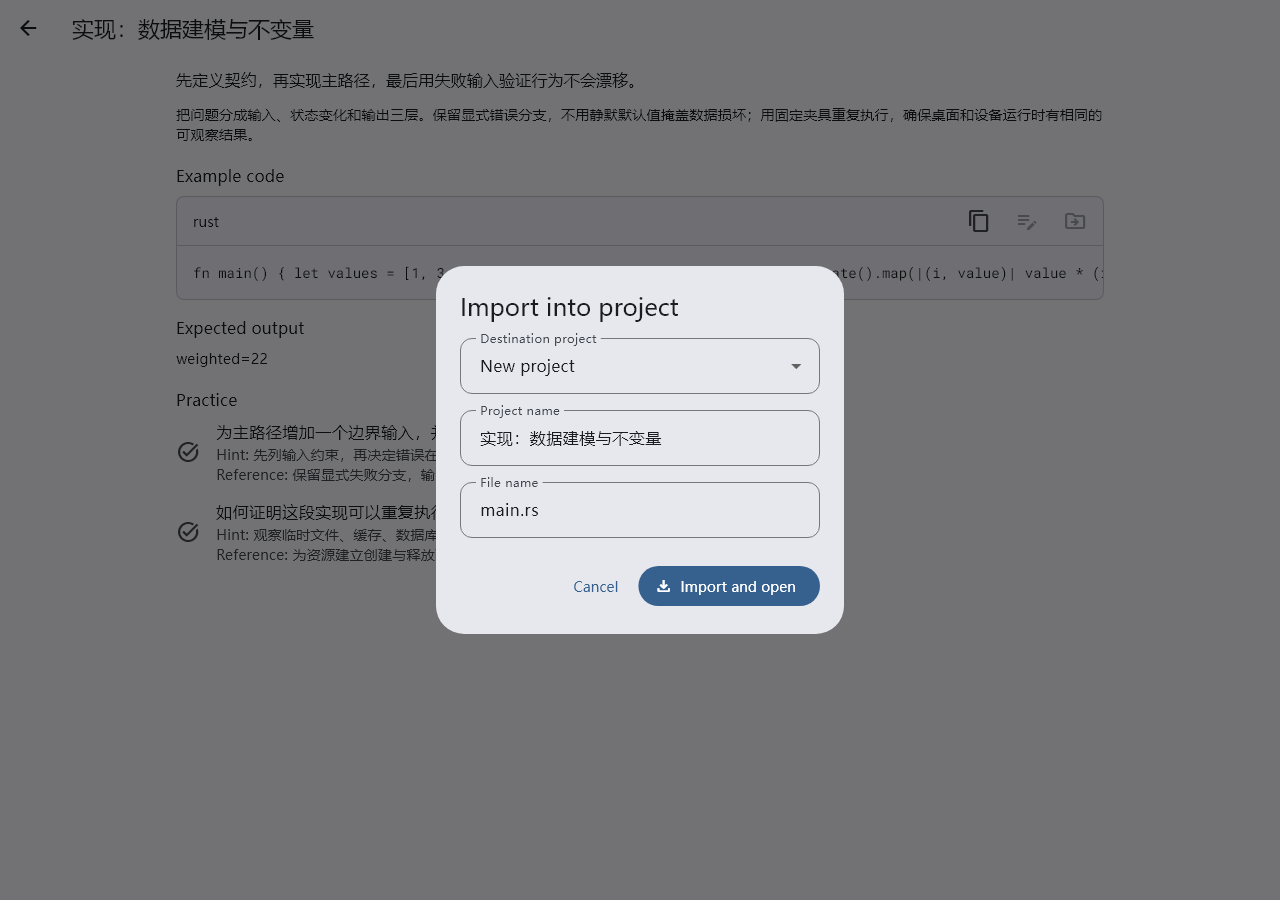 实现：数据建模与不变量
先定义契约，再实现主路径，最后用失败输入验证行为不会漂移。
把问题分成输入、状态变化和输出三层。保留显式错误分支，不用静默默认值掩盖数据损坏；用固定夹具重复执行，确保桌面和设备运行时有相同的
可观察结果。
Example code
rust
fn main() { let values = [1, 3
ate().map(|(i, value)| value * (i
Expected output
weighted=22
Practice
为主路径增加一个边界输入，
Hint: 先列输入约束，再决定错误在
Reference: 保留显式失败分支，输
如何证明这段实现可以重复执行
Hint: 观察临时文件、缓存、数据库
Reference: 为资源建立创建与释放
Import into project
Destination project
New project
Project name
实现：数据建模与不变量
File name
main.rs
Cancel
Import and open